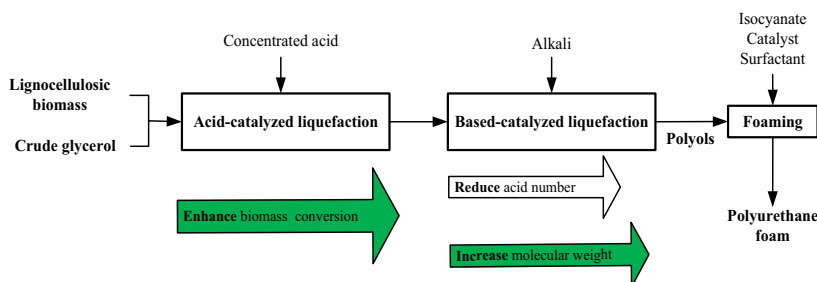 Concentrated acid
Alkali
Isocyanate
Catalyst
Surfactant
Lignocellulosic
biomass
Crude glycerol
Acid-catalyzed liquefaction
Based-catalyzed liquefaction
Polyols
Foaming
Enhance biomass conversion
Reduce acid number
Increase molecular weight
Polyurethane
foam